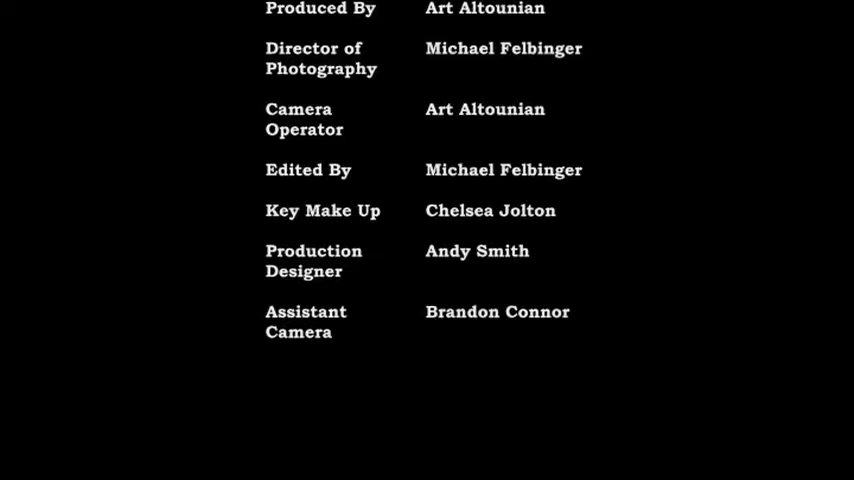 Produced By Art Altounian
Director of Michael Felbinger
Photography
Camera Art Altounian
Operator
Edited By Michael Felbinger
Key Make Up Chelsea Jolton
Production Andy Smith
Designer
Assistant Brandon Connor
Camera